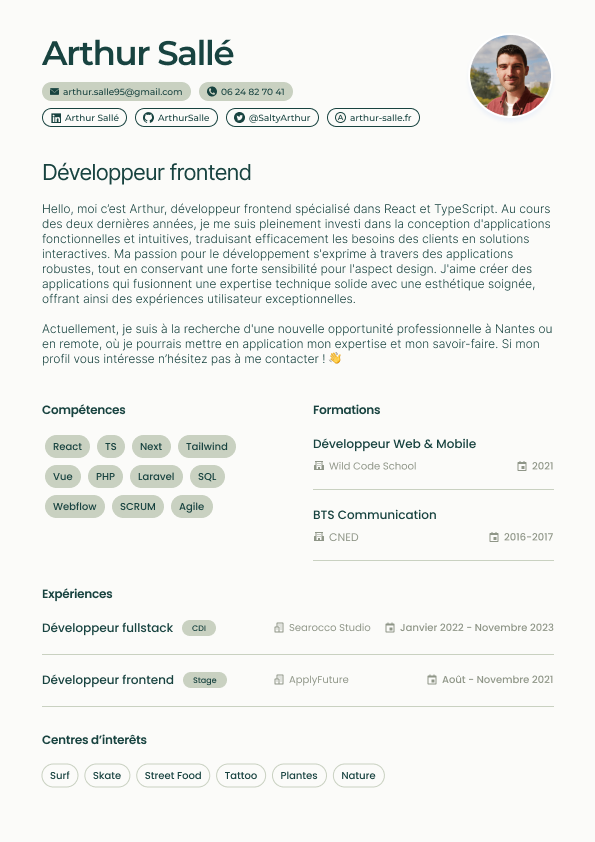 Arthur Sallé
arthur.salle95@gmail.com 06 24 82 70 41
Arthur Sallé ArthurSalle @SaltyArthur arthur-salle.fr
Développeur frontend
Hello, moi c’est Arthur, développeur frontend spécialisé dans React et TypeScript. Au cours
des deux dernières années, je me suis pleinement investi dans la conception d'applications
fonctionnelles et intuitives, traduisant efficacement les besoins des clients en solutions
interactives. Ma passion pour le développement s'exprime à travers des applications
robustes, tout en conservant une forte sensibilité pour l'aspect design. J'aime créer des
applications qui fusionnent une expertise technique solide avec une esthétique soignée,
offrant ainsi des expériences utilisateur exceptionnelles.
Actuellement, je suis à la recherche d'une nouvelle opportunité professionnelle à Nantes ou
en remote, où je pourrais mettre en application mon expertise et mon savoir-faire. Si mon
profil vous intéresse n’hésitez pas à me contacter ! 👋
Compétences
React TS Next Tailwind
Vue PHP Laravel SQL
Webflow SCRUM Agile
Formations
Développeur Web & Mobile
Wild Code School 2021
BTS Communication
CNED 2016-2017
Expériences
Développeur fullstack CDI Searocco Studio Janvier 2022 - Novembre 2023
Développeur frontend Stage ApplyFuture Août - Novembre 2021
Centres d’interêts
Surf Skate Street Food Tattoo Plantes Nature